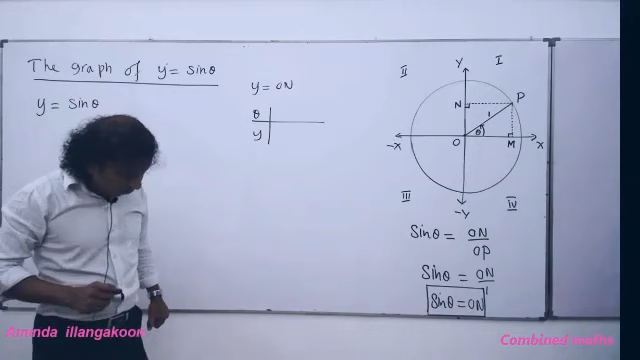 The graph of y = sinθ
y = sinθ
y = ON
θ
y
II
I
III
IV
Y
N
P
1
θ
-X
O
M
X
-Y
Sinθ = ON/OP
Sinθ = ON/1
Sinθ = ON
Amanda illangakoon
Combined maths